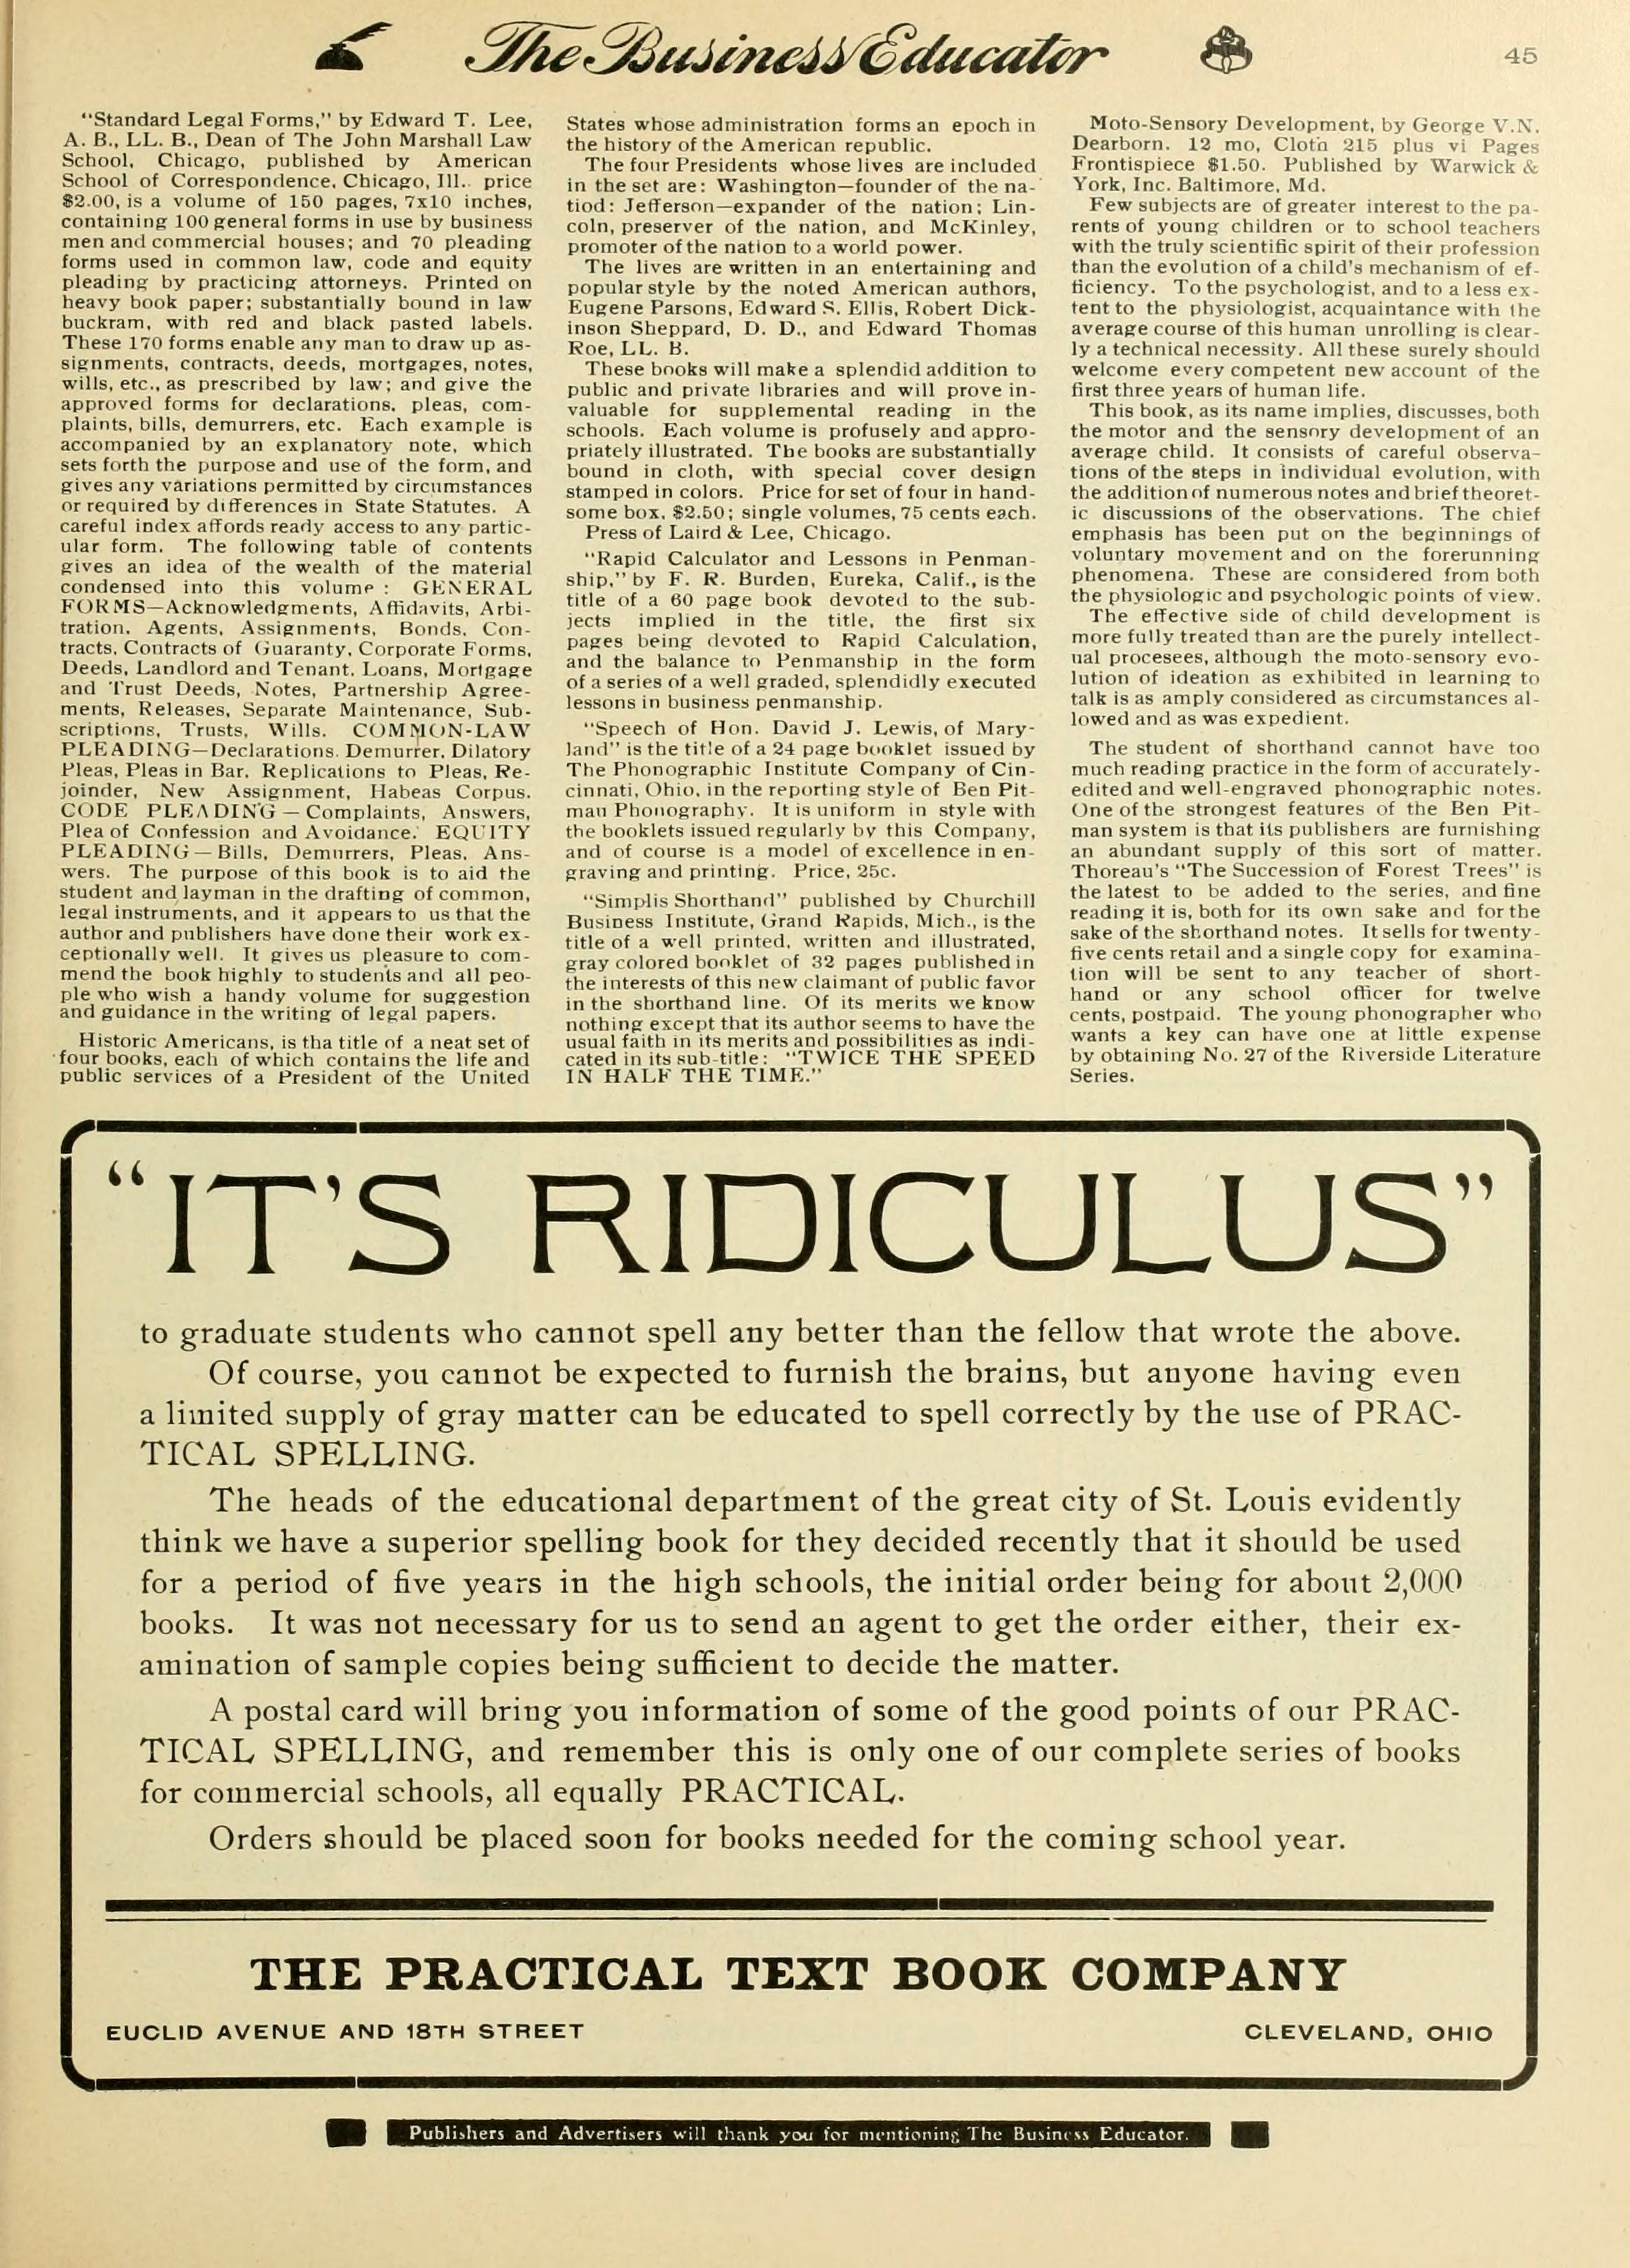 The Business Educator
45
"Standard Legal Forms," by Edward T. Lee,
A. B., LL. B., Dean of The John Marshall Law
School, Chicago, published by American
School of Correspondence, Chicago, Ill.. price
$2.00, is a volume of 150 pages, 7x10 inches,
containing 100 general forms in use by business
men and commercial houses; and 70 pleading
forms used in common law, code and equity
pleading by practicing attorneys. Printed on
heavy book paper; substantially bound in law
buckram, with red and black pasted labels.
These 170 forms enable any man to draw up as-
signments, contracts, deeds, mortgages, notes,
wills, etc., as prescribed by law; and give the
approved forms for declarations, pleas, com-
plaints, bills, demurrers, etc. Each example is
accompanied by an explanatory note, which
sets forth the purpose and use of the form, and
gives any variations permitted by circumstances
or required by differences in State Statutes. A
careful index affords ready access to any partic-
ular form. The following table of contents
gives an idea of the wealth of the material
condensed into this volume : GENERAL
FORMS—Acknowledgments, Affidavits, Arbi-
tration, Agents, Assignments, Bonds, Con-
tracts, Contracts of Guaranty, Corporate Forms,
Deeds, Landlord and Tenant, Loans, Mortgage
and Trust Deeds, Notes, Partnership Agree-
ments, Releases, Separate Maintenance, Sub-
scriptions, Trusts, Wills. COMMON-LAW
PLEADING—Declarations. Demurrer, Dilatory
Pleas, Pleas in Bar, Replications to Pleas, Re-
joinder, New Assignment, Habeas Corpus.
CODE PLEADING — Complaints, Answers,
Plea of Confession and Avoidance. EQUITY
PLEADING — Bills, Demurrers, Pleas, Ans-
wers. The purpose of this book is to aid the
student and layman in the drafting of common,
legal instruments, and it appears to us that the
author and publishers have done their work ex-
ceptionally well. It gives us pleasure to com-
mend the book highly to students and all peo-
ple who wish a handy volume for suggestion
and guidance in the writing of legal papers.
Historic Americans, is tha title of a neat set of
four books, each of which contains the life and
public services of a President of the United
States whose administration forms an epoch in
the history of the American republic.
The four Presidents whose lives are included
in the set are: Washington—founder of the na-
tiod: Jefferson—expander of the nation; Lin-
coln, preserver of the nation, and McKinley,
promoter of the nation to a world power.
The lives are written in an entertaining and
popular style by the noted American authors,
Eugene Parsons, Edward S. Ellis, Robert Dick-
inson Sheppard, D. D., and Edward Thomas
Roe, LL. B.
These books will make a splendid addition to
public and private libraries and will prove in-
valuable for supplemental reading in the
schools. Each volume is profusely and appro-
priately illustrated. The books are substantially
bound in cloth, with special cover design
stamped in colors. Price for set of four in hand-
some box, $2.50; single volumes, 75 cents each.
Press of Laird & Lee, Chicago.
"Rapid Calculator and Lessons in Penman-
ship," by F. R. Burden, Eureka, Calif., is the
title of a 60 page book devoted to the sub-
jects implied in the title, the first six
pages being devoted to Rapid Calculation,
and the balance to Penmanship in the form
of a series of a well graded, splendidly executed
lessons in business penmanship.
"Speech of Hon. David J. Lewis, of Mary-
land" is the title of a 24 page booklet issued by
The Phonographic Institute Company of Cin-
cinnati, Ohio, in the reporting style of Ben Pit-
man Phonography. It is uniform in style with
the booklets issued regularly by this Company,
and of course is a model of excellence in en-
graving and printing. Price, 25c.
"Simplis Shorthand" published by Churchill
Business Institute, Grand Rapids, Mich., is the
title of a well printed, written and illustrated,
gray colored booklet of 32 pages published in
the interests of this new claimant of public favor
in the shorthand line. Of its merits we know
nothing except that its author seems to have the
usual faith in its merits and possibilities as indi-
cated in its sub-title: "TWICE THE SPEED
IN HALF THE TIME."
Moto-Sensory Development, by George V.N.
Dearborn. 12 mo, Cloth 215 plus vi Pages
Frontispiece $1.50. Published by Warwick &
York, Inc. Baltimore, Md.
Few subjects are of greater interest to the pa-
rents of young children or to school teachers
with the truly scientific spirit of their profession
than the evolution of a child's mechanism of ef-
ficiency. To the psychologist, and to a less ex-
tent to the physiologist, acquaintance with the
average course of this human unrolling is clear-
ly a technical necessity. All these surely should
welcome every competent new account of the
first three years of human life.
This book, as its name implies, discusses, both
the motor and the sensory development of an
average child. It consists of careful observa-
tions of the steps in individual evolution, with
the addition of numerous notes and brief theoret-
ic discussions of the observations. The chief
emphasis has been put on the beginnings of
voluntary movement and on the forerunning
phenomena. These are considered from both
the physiologic and psychologic points of view.
The effective side of child development is
more fully treated than are the purely intellect-
ual procesees, although the moto-sensory evo-
lution of ideation as exhibited in learning to
talk is as amply considered as circumstances al-
lowed and as was expedient.
The student of shorthand cannot have too
much reading practice in the form of accurately-
edited and well-engraved phonographic notes.
One of the strongest features of the Ben Pit-
man system is that its publishers are furnishing
an abundant supply of this sort of matter.
Thoreau's "The Succession of Forest Trees" is
the latest to be added to the series, and fine
reading it is, both for its own sake and for the
sake of the shorthand notes. It sells for twenty-
five cents retail and a single copy for examina-
tion will be sent to any teacher of short-
hand or any school officer for twelve
cents, postpaid. The young phonographer who
wants a key can have one at little expense
by obtaining No. 27 of the Riverside Literature
Series.
"IT'S RIDICULUS"
to graduate students who cannot spell any better than the fellow that wrote the above.
Of course, you cannot be expected to furnish the brains, but anyone having even
a limited supply of gray matter can be educated to spell correctly by the use of PRAC-
TICAL SPELLING.
The heads of the educational department of the great city of St. Louis evidently
think we have a superior spelling book for they decided recently that it should be used
for a period of five years in the high schools, the initial order being for about 2,000
books. It was not necessary for us to send an agent to get the order either, their ex-
amination of sample copies being sufficient to decide the matter.
A postal card will bring you information of some of the good points of our PRAC-
TICAL SPELLING, and remember this is only one of our complete series of books
for commercial schools, all equally PRACTICAL.
Orders should be placed soon for books needed for the coming school year.
THE PRACTICAL TEXT BOOK COMPANY
EUCLID AVENUE AND 18TH STREET
CLEVELAND, OHIO
Publishers and Advertisers will thank you for mentioning The Business Educator.